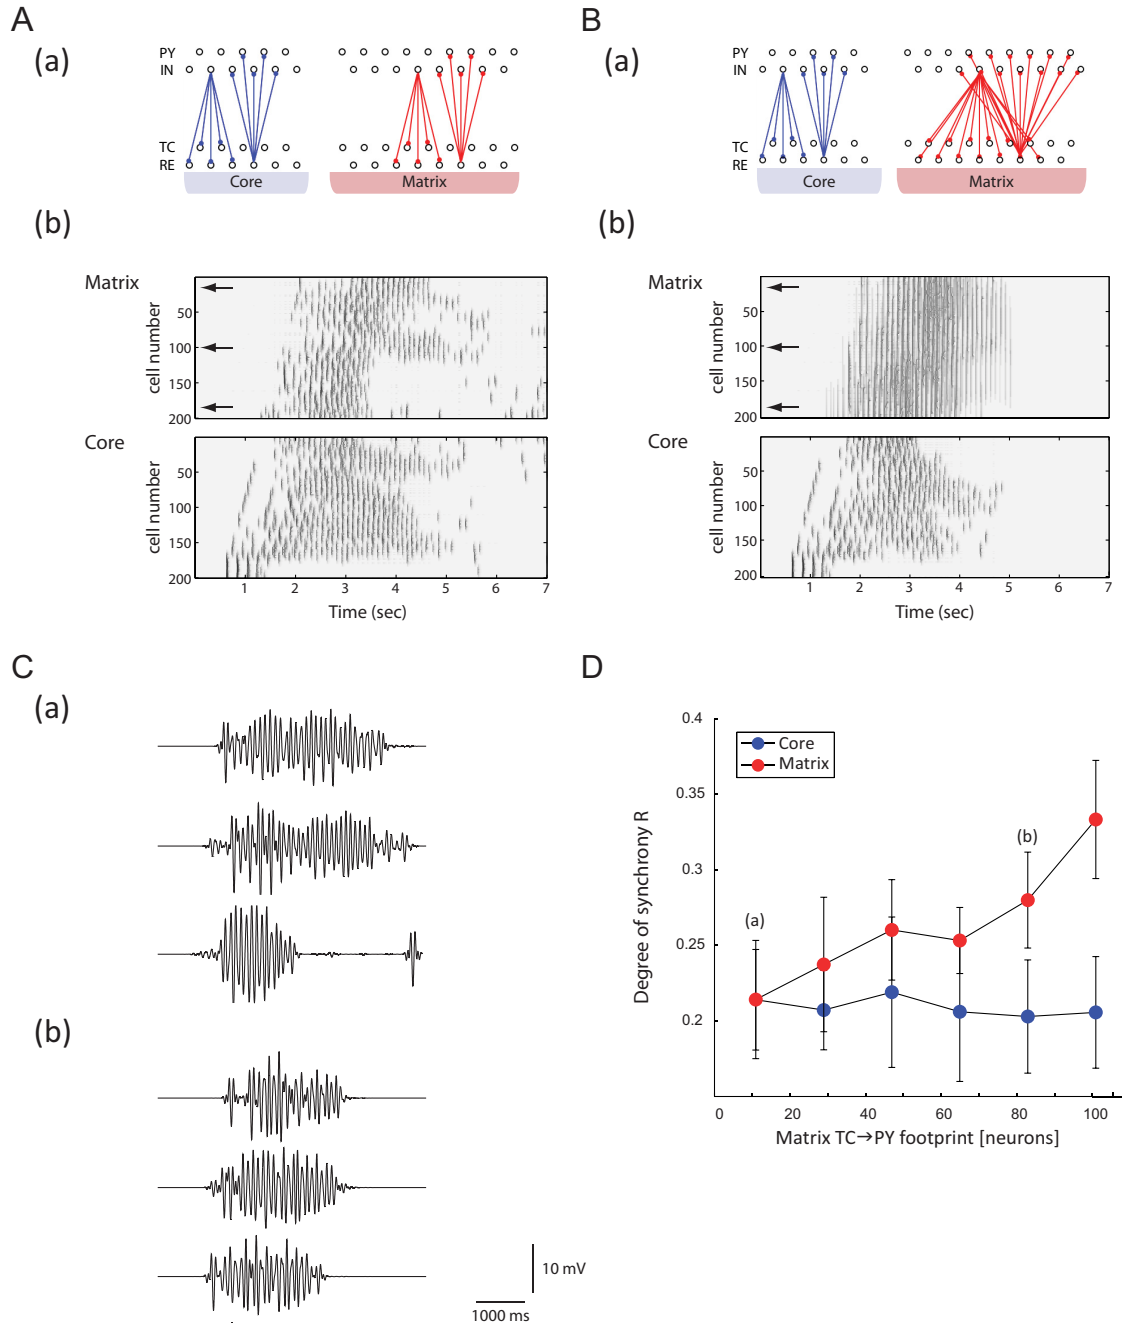 A
(a)
PY
IN
TC
RE
Core
Matrix
(b)
Matrix
cell number
50
100
150
200
Core
cell number
50
100
150
200
1 2 3 4 5 6 7
Time (sec)
B
(a)
PY
IN
TC
RE
Core
Matrix
(b)
Matrix
cell number
50
100
150
200
Core
cell number
50
100
150
200
1 2 3 4 5 6 7
Time (sec)
C
(a)
(b)
10 mV
1000 ms
D
0.4
0.35
0.3
0.25
0.2
Degree of synchrony R
Core
Matrix
(a)
(b)
0 20 40 60 80 100
Matrix TC→PY footprint [neurons]